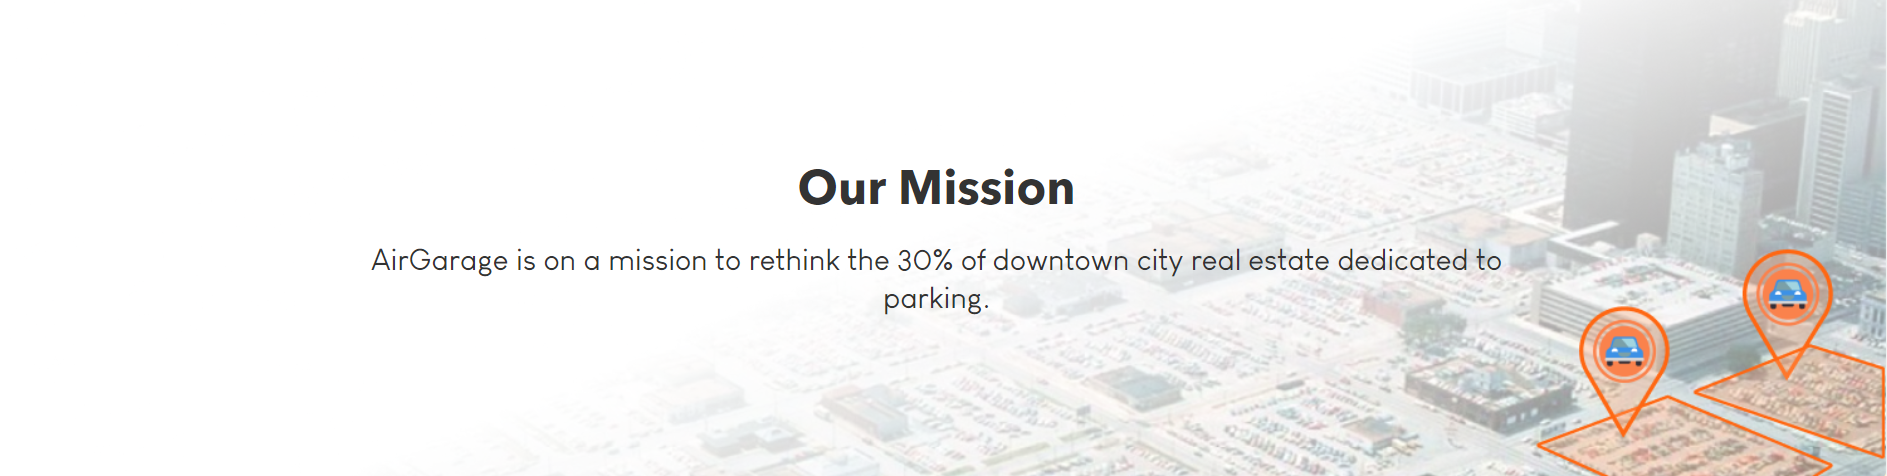 Our Mission
AirGarage is on a mission to rethink the 30% of downtown city real estate dedicated to
parking.